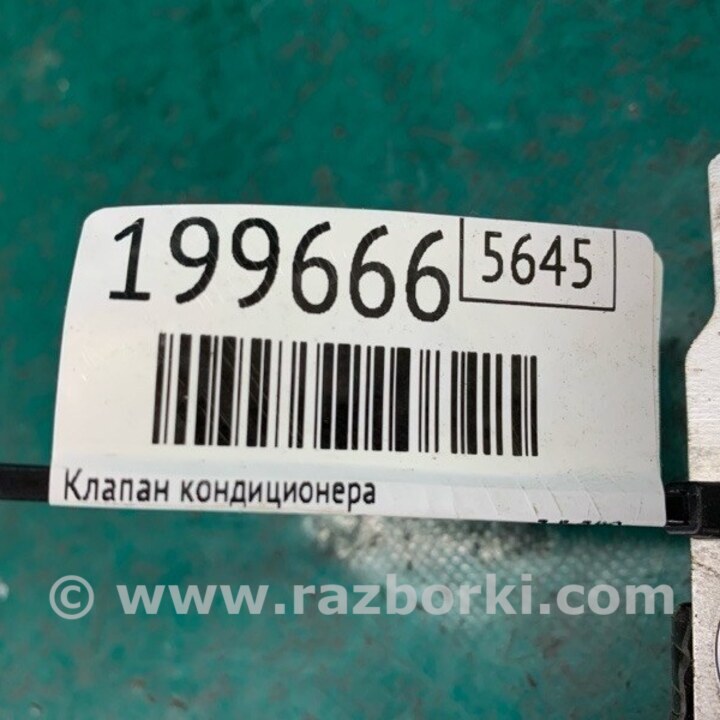 199666 5645
Клапан кондиционера
© www.razborki.com